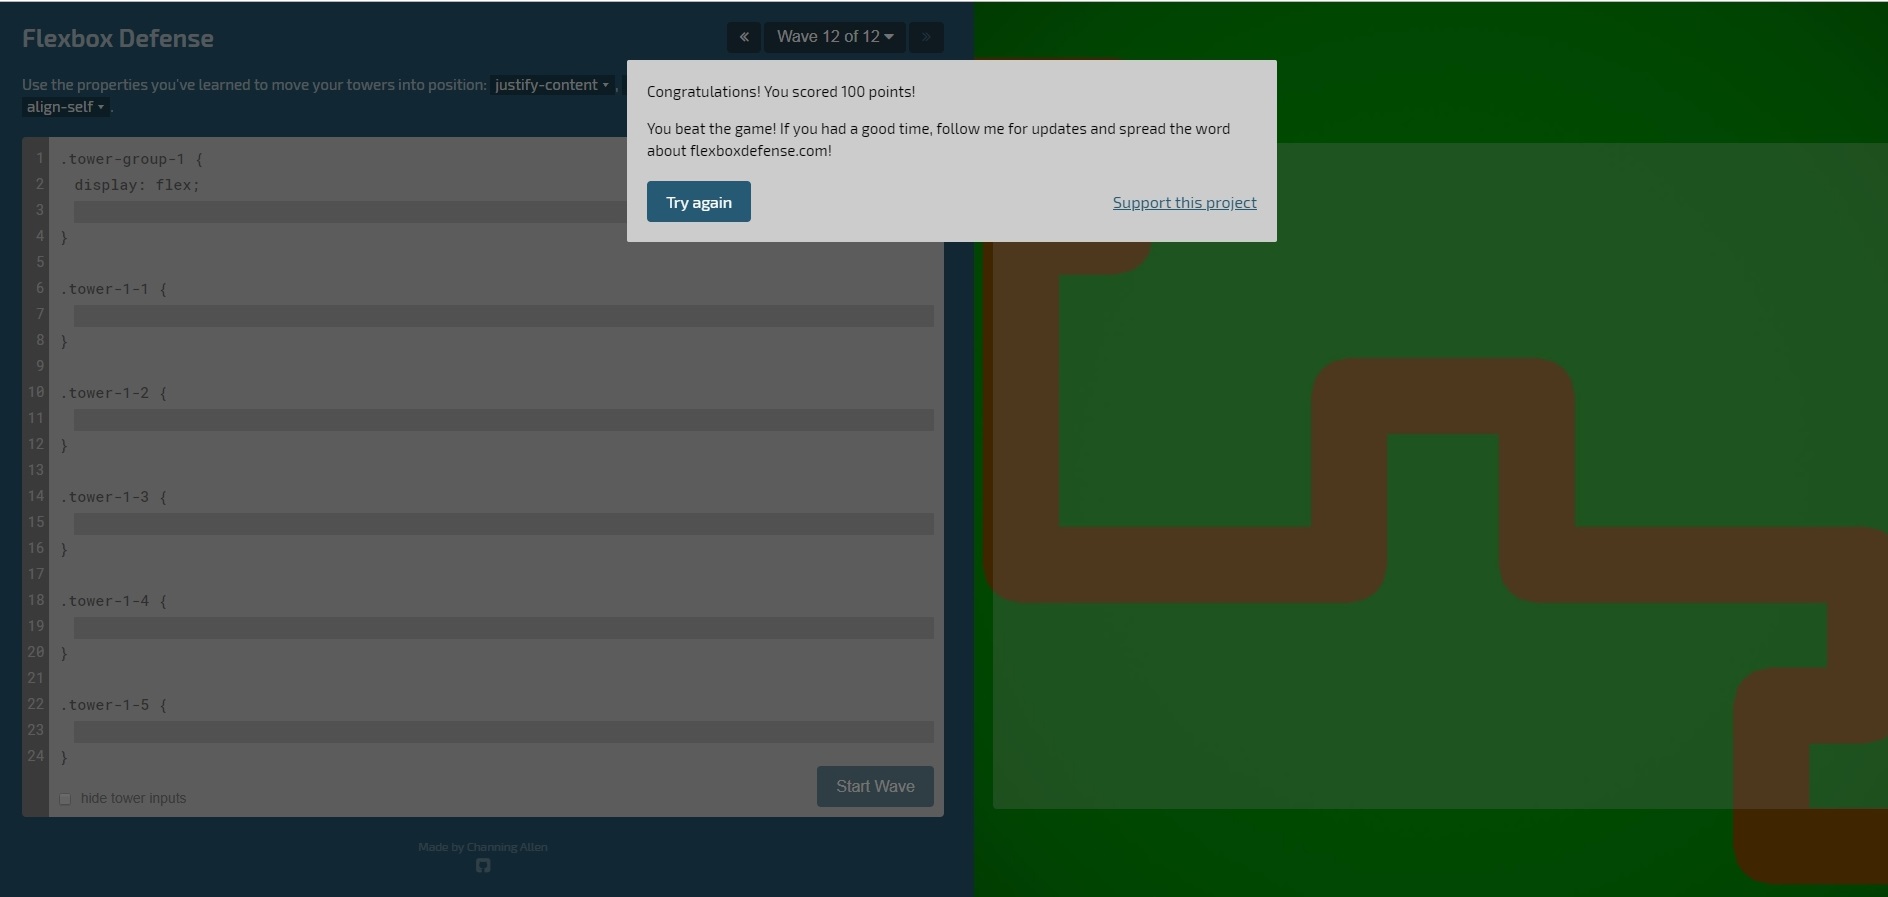 Flexbox Defense
« Wave 12 of 12 »
Use the properties you've learned to move your towers into position: justify-content ,
align-self .
Congratulations! You scored 100 points!
You beat the game! If you had a good time, follow me for updates and spread the word
about flexboxdefense.com!
Try again
Support this project
1 .tower-group-1 {
2 display: flex;
3
4 }
5
6 .tower-1-1 {
7
8 }
9
10 .tower-1-2 {
11
12 }
13
14 .tower-1-3 {
15
16 }
17
18 .tower-1-4 {
19
20 }
21
22 .tower-1-5 {
23
24 }
hide tower inputs
Start Wave
Made by Channing Allen